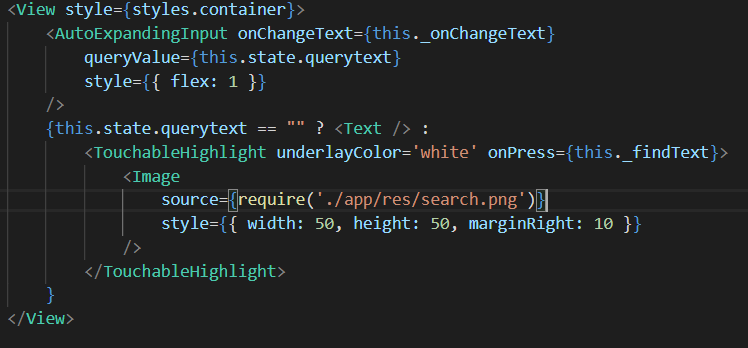 <View style={styles.container}>
<AutoExpandingInput onChangeText={this._onChangeText}
queryValue={this.state.querytext}
style={{ flex: 1 }}
/>
{this.state.querytext == "" ? <Text /> :
<TouchableHighlight underlayColor='white' onPress={this._findText}>
<Image
source={require('./app/res/search.png')}
style={{ width: 50, height: 50, marginRight: 10 }}
/>
</TouchableHighlight>
}
</View>